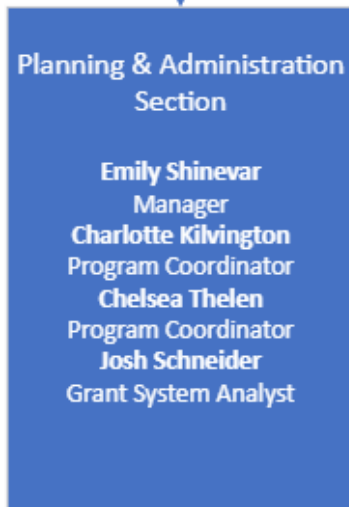 Planning & Administration
Section
Emily Shinevar
Manager
Charlotte Kilvington
Program Coordinator
Chelsea Thelen
Program Coordinator
Josh Schneider
Grant System Analyst